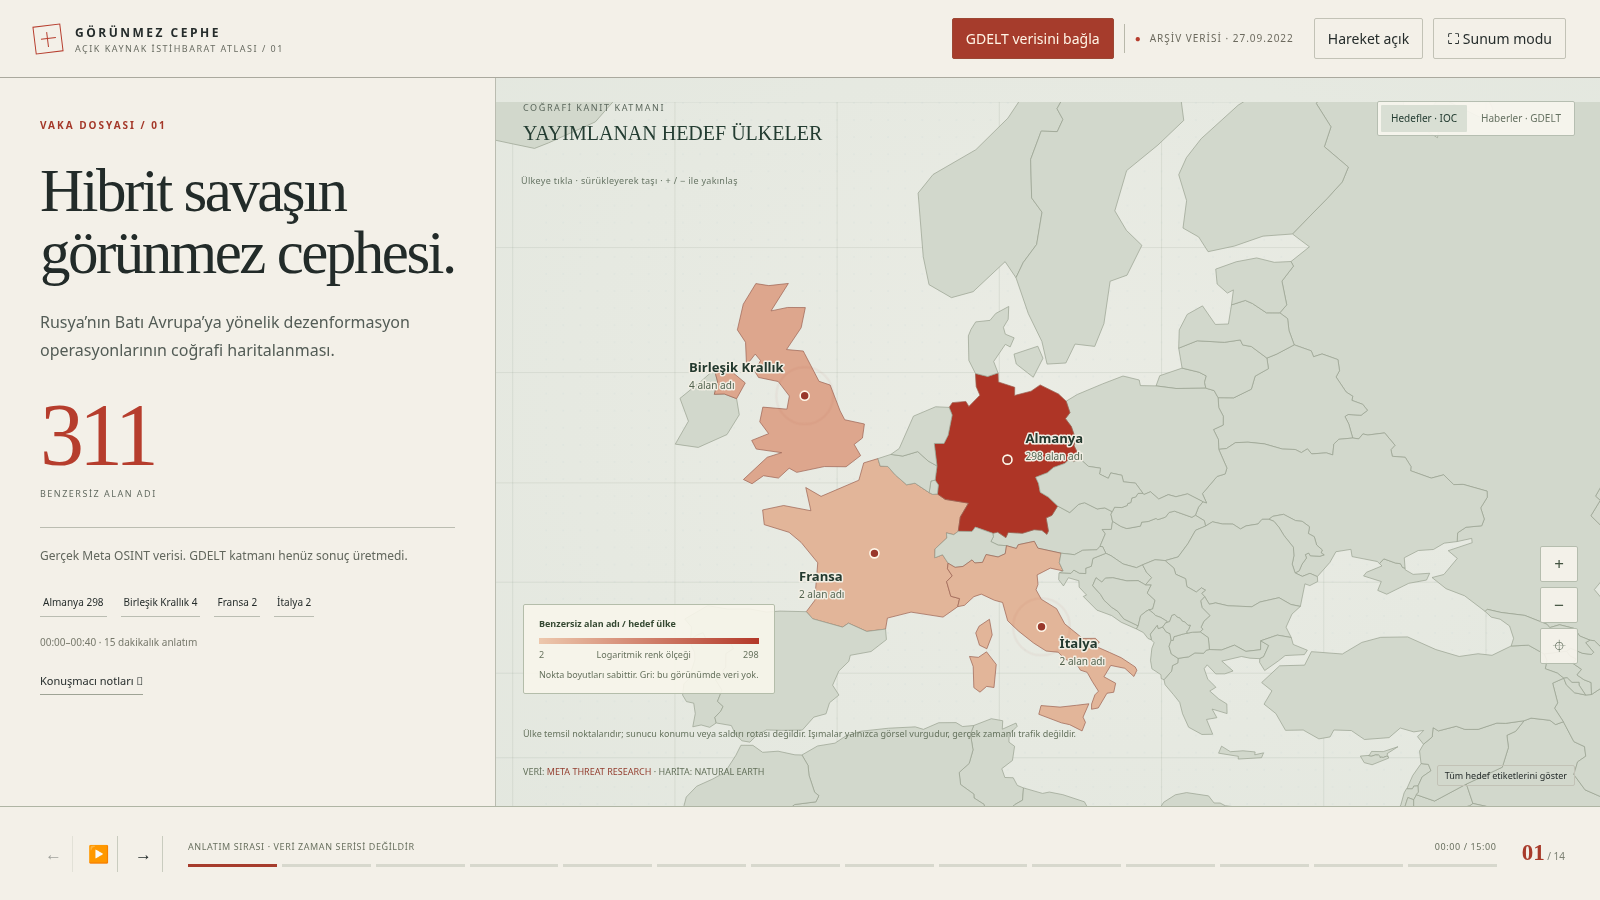 GÖRÜNMEZ CEPHE
AÇIK KAYNAK İSTİHBARAT ATLASI / 01
GDELT verisini bağla
ARŞİV VERİSİ · 27.09.2022
Hareket açık
Sunum modu
VAKA DOSYASI / 01
Hibrit savaşın
görünmez cephesi.
Rusya’nın Batı Avrupa’ya yönelik dezenformasyon
operasyonlarının coğrafi haritalanması.
311
BENZERSİZ ALAN ADI
Gerçek Meta OSINT verisi. GDELT katmanı henüz sonuç üretmedi.
Almanya 298
Birleşik Krallık 4
Fransa 2
İtalya 2
00:00–00:40 · 15 dakikalık anlatım
Konuşmacı notları
COĞRAFİ KANIT KATMANI
YAYIMLANAN HEDEF ÜLKELER
Hedefler · IOC
Haberler · GDELT
Ülkeye tıkla · sürükleyerek taşı · + / − ile yakınlaş
Birleşik Krallık
4 alan adı
Almanya
298 alan adı
Fransa
2 alan adı
İtalya
2 alan adı
Benzersiz alan adı / hedef ülke
2 Logaritmik renk ölçeği 298
Nokta boyutları sabittir. Gri: bu görünümde veri yok.
+
−
Ülke temsil noktalarıdır; sunucu konumu veya saldırı rotası değildir. Işımalar yalnızca görsel vurgudur, gerçek zamanlı trafik değildir.
VERİ: META THREAT RESEARCH · HARİTA: NATURAL EARTH
Tüm hedef etiketlerini göster
← →
ANLATIM SIRASI · VERİ ZAMAN SERİSİ DEĞİLDİR
00:00 / 15:00
01 / 14